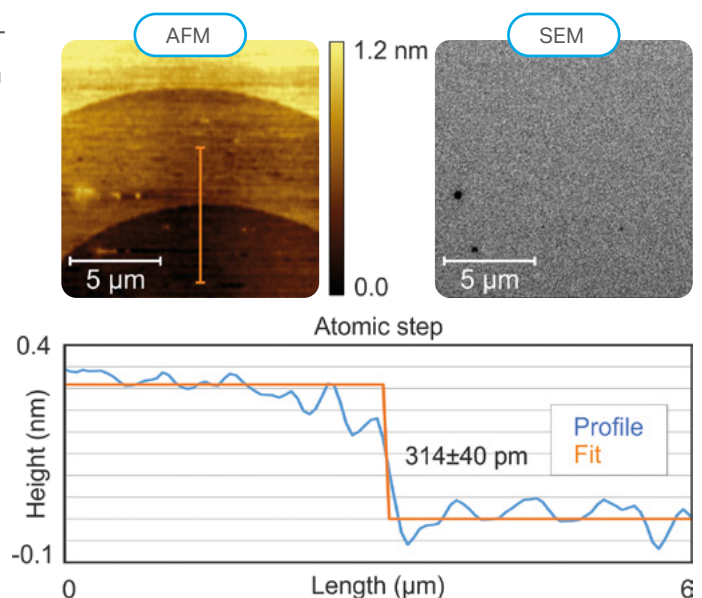 AFM
SEM
1.2 nm
0.0
5 µm
5 µm
Atomic step
0.4
Height (nm)
-0.1
314±40 pm
Profile
Fit
0
Length (µm)
6